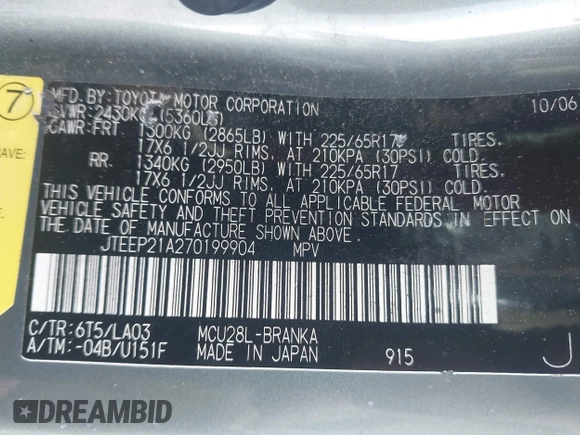 7
RAVE:
MFD.BY:TOYOTA MOTOR CORPORATION 10/06
GVWR:2430KG (5360LB)
GAWR:FRT 1300KG (2865LB) WITH 225/65R17 TIRES.
17X6 1/2JJ RIMS, AT 210KPA (30PSI) COLD.
RR. 1340KG (2950LB) WITH 225/65R17 TIRES.
17X6 1/2JJ RIMS, AT 210KPA (30PSI) COLD.
THIS VEHICLE CONFORMS TO ALL APPLICABLE FEDERAL MOTOR
VEHICLE SAFETY AND THEFT PREVENTION STANDARDS IN EFFECT ON
THE DATE OF MANUFACTURE SHOWN ABOVE.
JTEEP21A270199904 MPV
C/TR:6T5/LA03 MCU28L-BRANKA
A/TM:-04B/U151F MADE IN JAPAN 915 J
DREAMBID